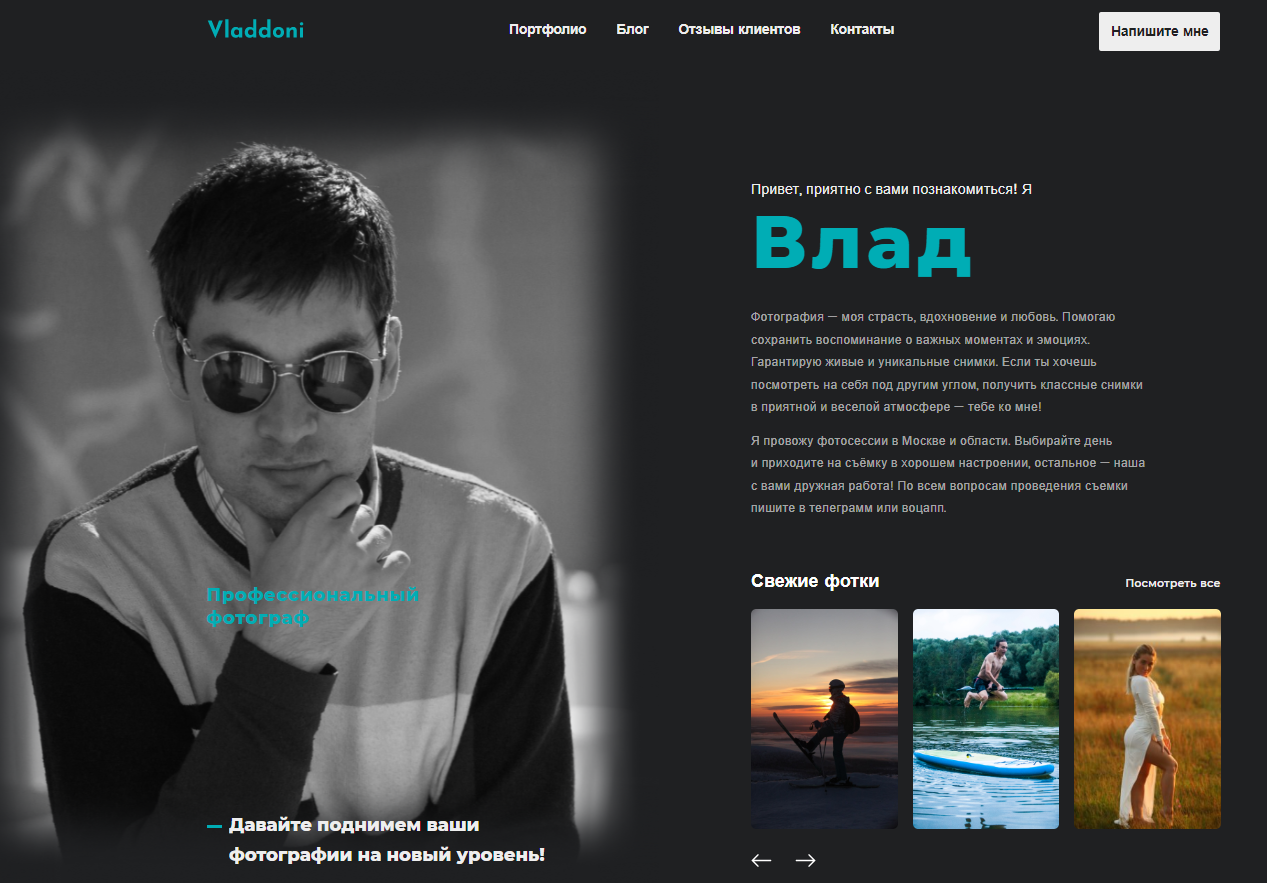 Vladdoni
Портфолио
Блог
Отзывы клиентов
Контакты
Напишите мне
Привет, приятно с вами познакомиться! Я
Влад
Фотография — моя страсть, вдохновение и любовь. Помогаю
сохранить воспоминание о важных моментах и эмоциях.
Гарантирую живые и уникальные снимки. Если ты хочешь
посмотреть на себя под другим углом, получить классные снимки
в приятной и веселой атмосфере — тебе ко мне!
Я провожу фотосессии в Москве и области. Выбирайте день
и приходите на съёмку в хорошем настроении, остальное — наша
с вами дружная работа! По всем вопросам проведения съемки
пишите в телеграмм или воцапп.
Профессиональный
фотограф
— Давайте поднимем ваши
фотографии на новый уровень!
Свежие фотки
Посмотреть все